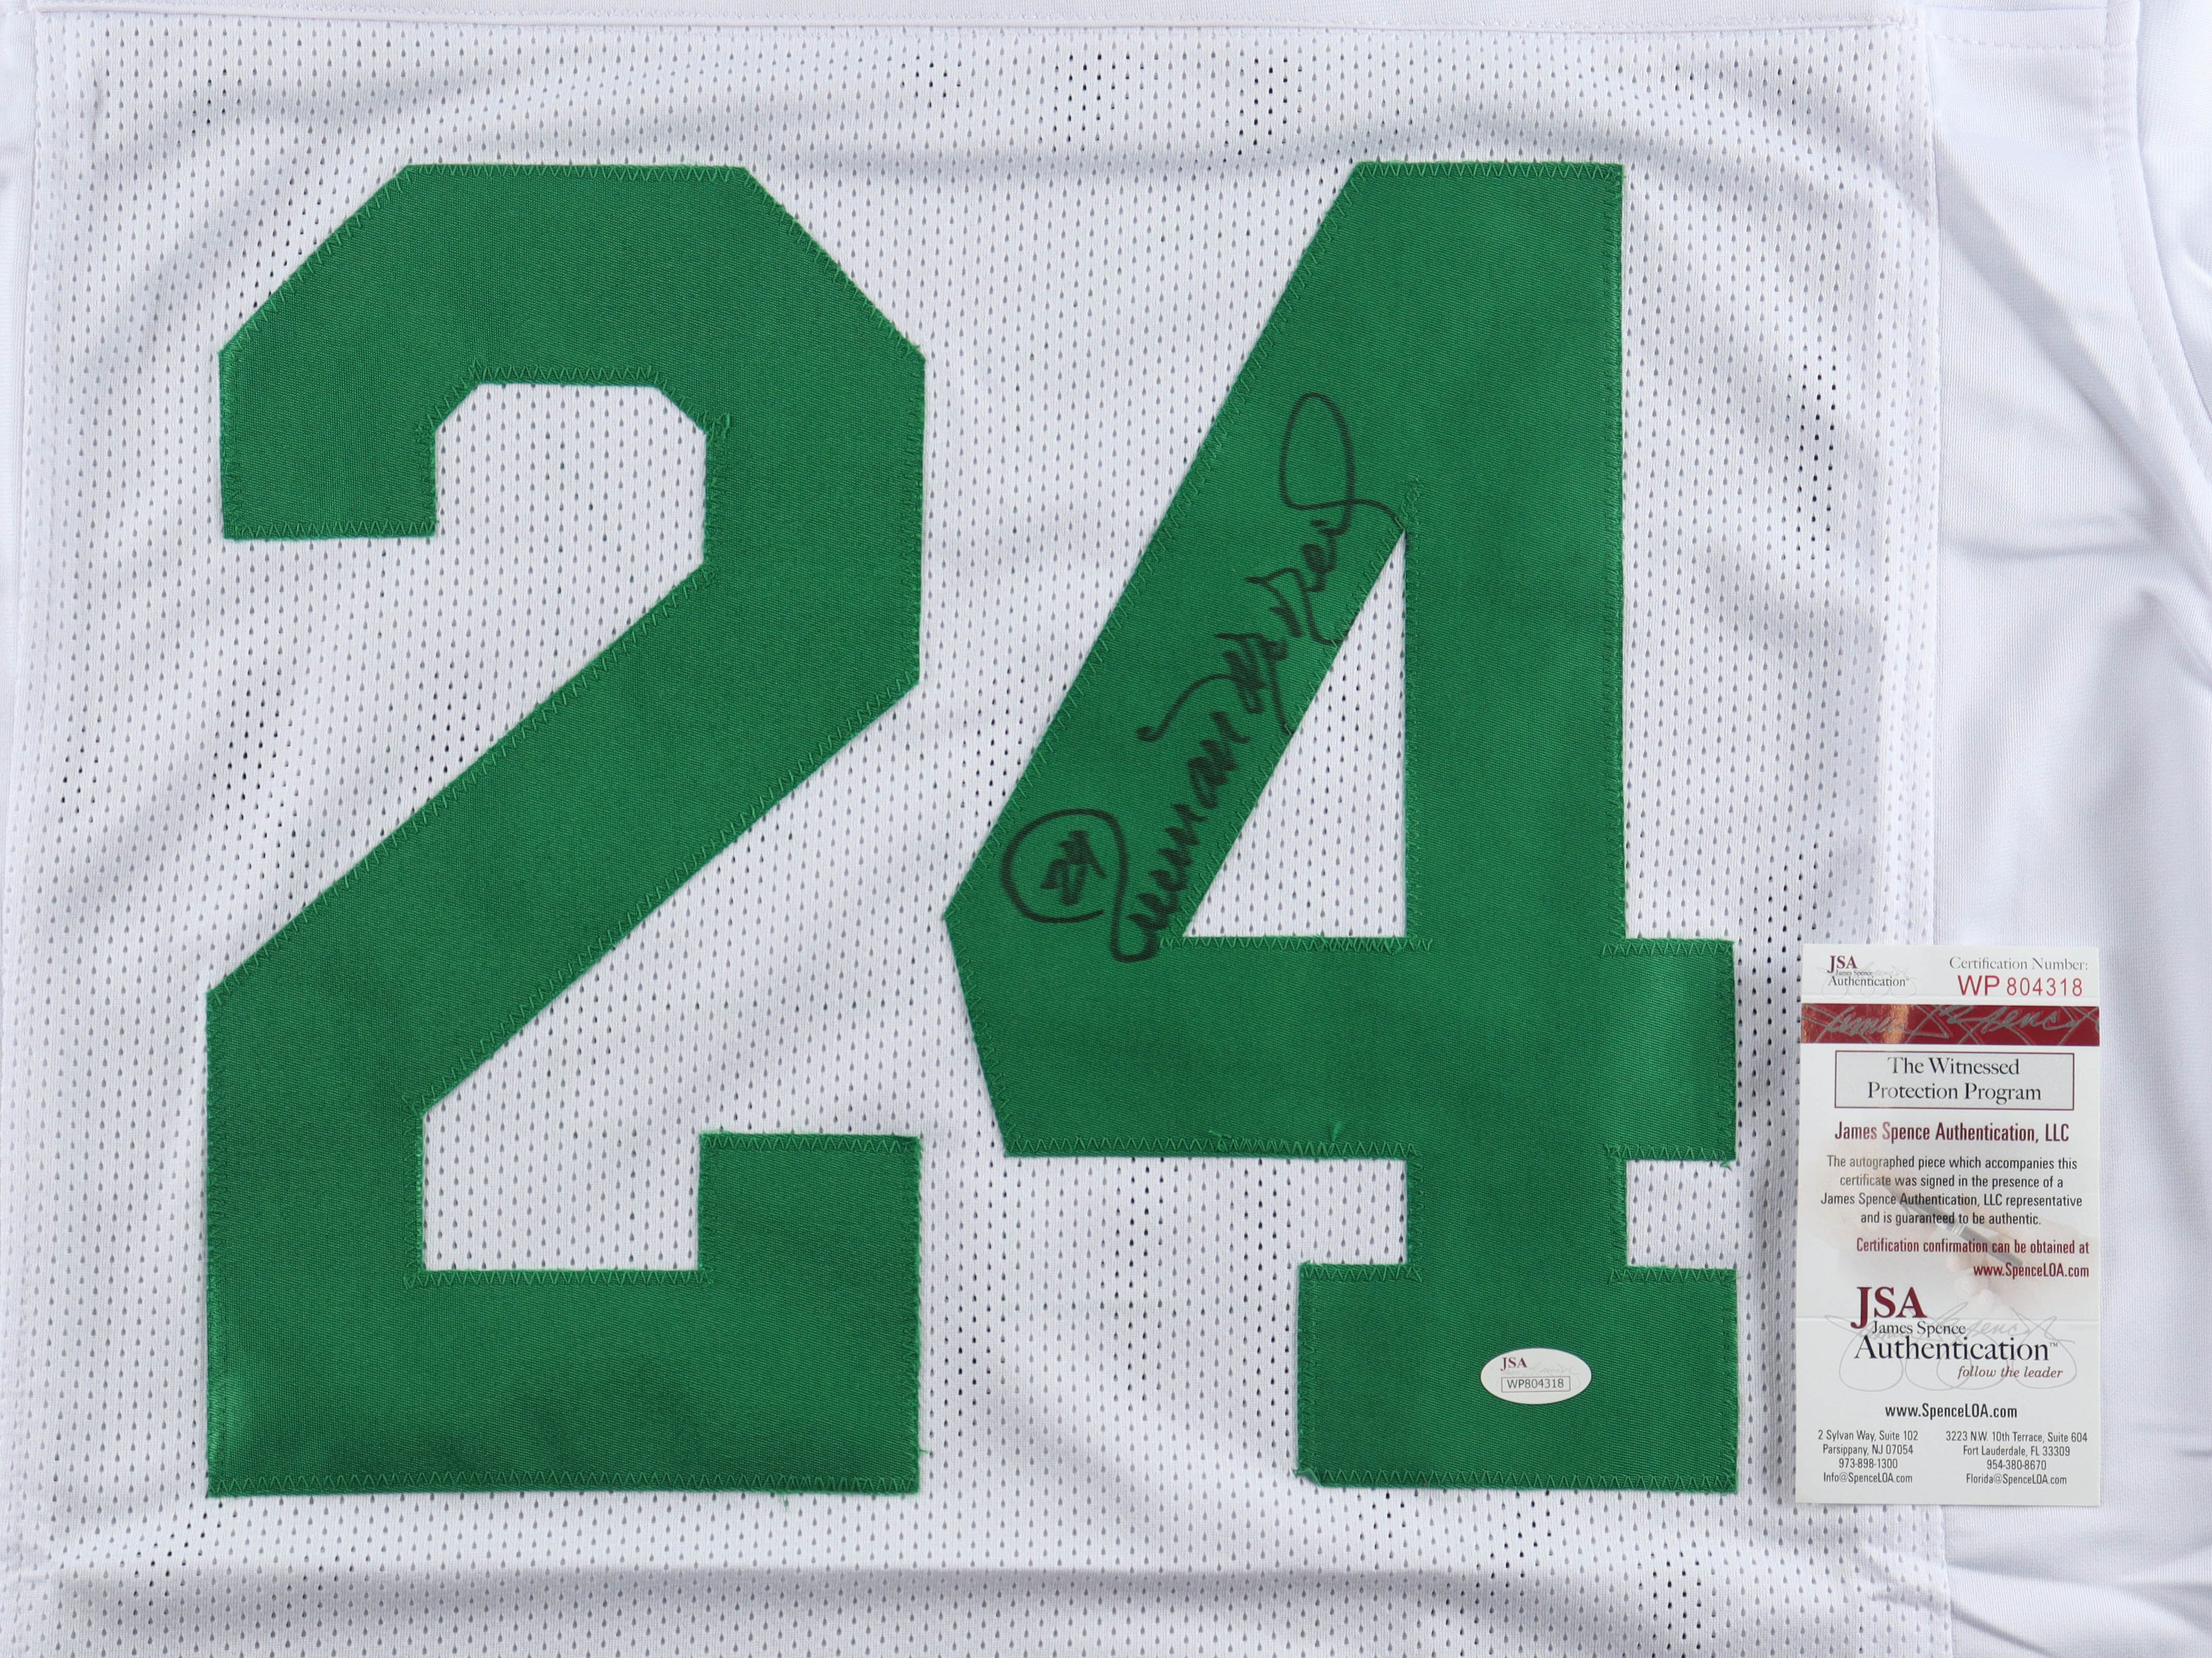 24
24
JSA
James Spence
Authentication
Certification Number:
WP 804318
James Spence
The Witnessed
Protection Program
James Spence Authentication, LLC
The autographed piece which accompanies this
certificate was signed in the presence of a
James Spence Authentication, LLC representative
and is guaranteed to be authentic.
Certification confirmation can be obtained at
www.SpenceLOA.com
JSA
James Spence
Authentication™
follow the leader
www.SpenceLOA.com
2 Sylvan Way, Suite 102
Parsippany, NJ 07054
973-898-1300
Info@SpenceLOA.com
3223 N.W. 10th Terrace, Suite 604
Fort Lauderdale, FL 33309
954-380-8670
Florida@SpenceLOA.com
JSA
WP804318